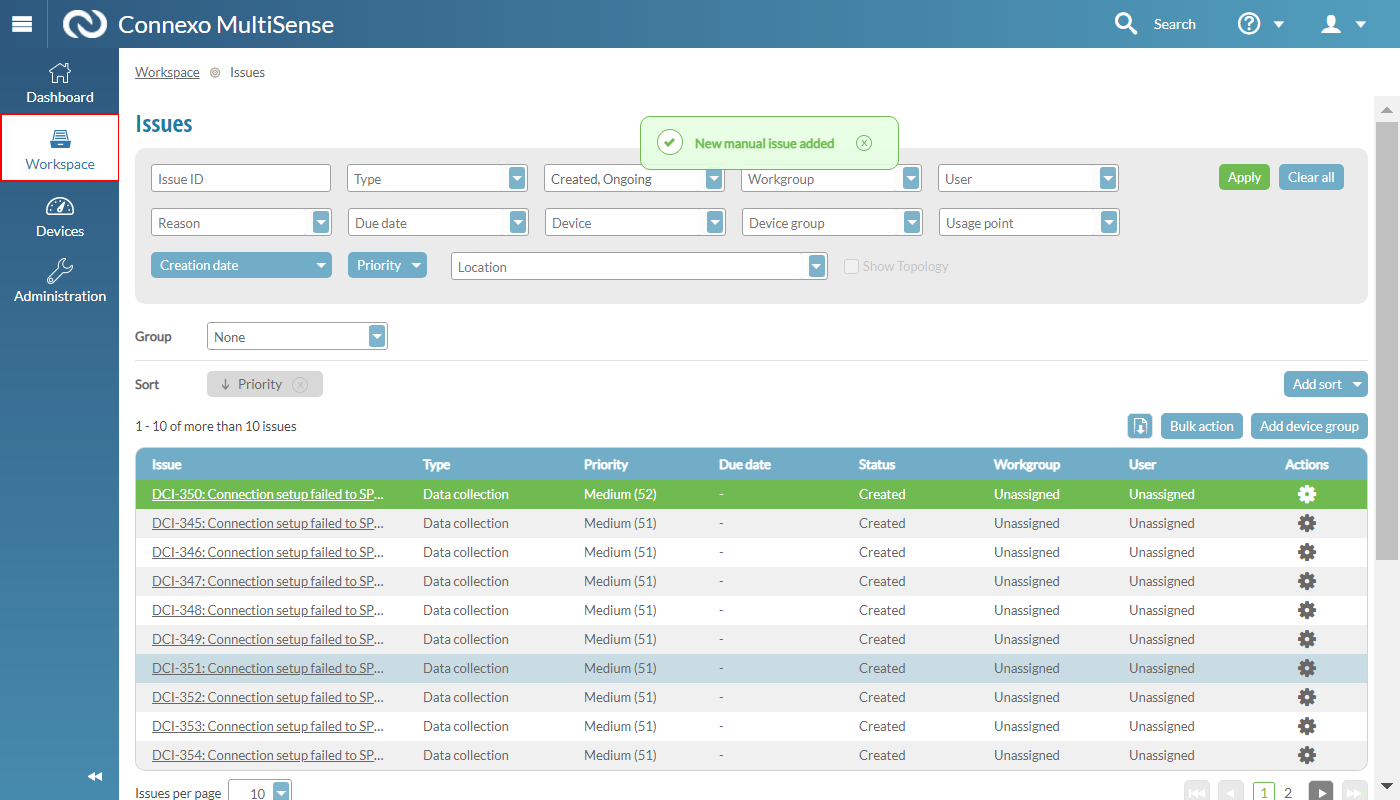 Connexo MultiSense
Search
Dashboard
Workspace
Devices
Administration
Workspace Issues
Issues
New manual issue added
Issue ID Type Created, Ongoing Workgroup User Apply Clear all
Reason Due date Device Device group Usage point
Creation date Priority Location Show Topology
Group None
Sort Priority Add sort
1 - 10 of more than 10 issues Bulk action Add device group
Issue Type Priority Due date Status Workgroup User Actions
DCI-350: Connection setup failed to SP... Data collection Medium (52) - Created Unassigned Unassigned
DCI-345: Connection setup failed to SP... Data collection Medium (51) - Created Unassigned Unassigned
DCI-346: Connection setup failed to SP... Data collection Medium (51) - Created Unassigned Unassigned
DCI-347: Connection setup failed to SP... Data collection Medium (51) - Created Unassigned Unassigned
DCI-348: Connection setup failed to SP... Data collection Medium (51) - Created Unassigned Unassigned
DCI-349: Connection setup failed to SP... Data collection Medium (51) - Created Unassigned Unassigned
DCI-351: Connection setup failed to SP... Data collection Medium (51) - Created Unassigned Unassigned
DCI-352: Connection setup failed to SP... Data collection Medium (51) - Created Unassigned Unassigned
DCI-353: Connection setup failed to SP... Data collection Medium (51) - Created Unassigned Unassigned
DCI-354: Connection setup failed to SP... Data collection Medium (51) - Created Unassigned Unassigned
Issues per page 10 1 2